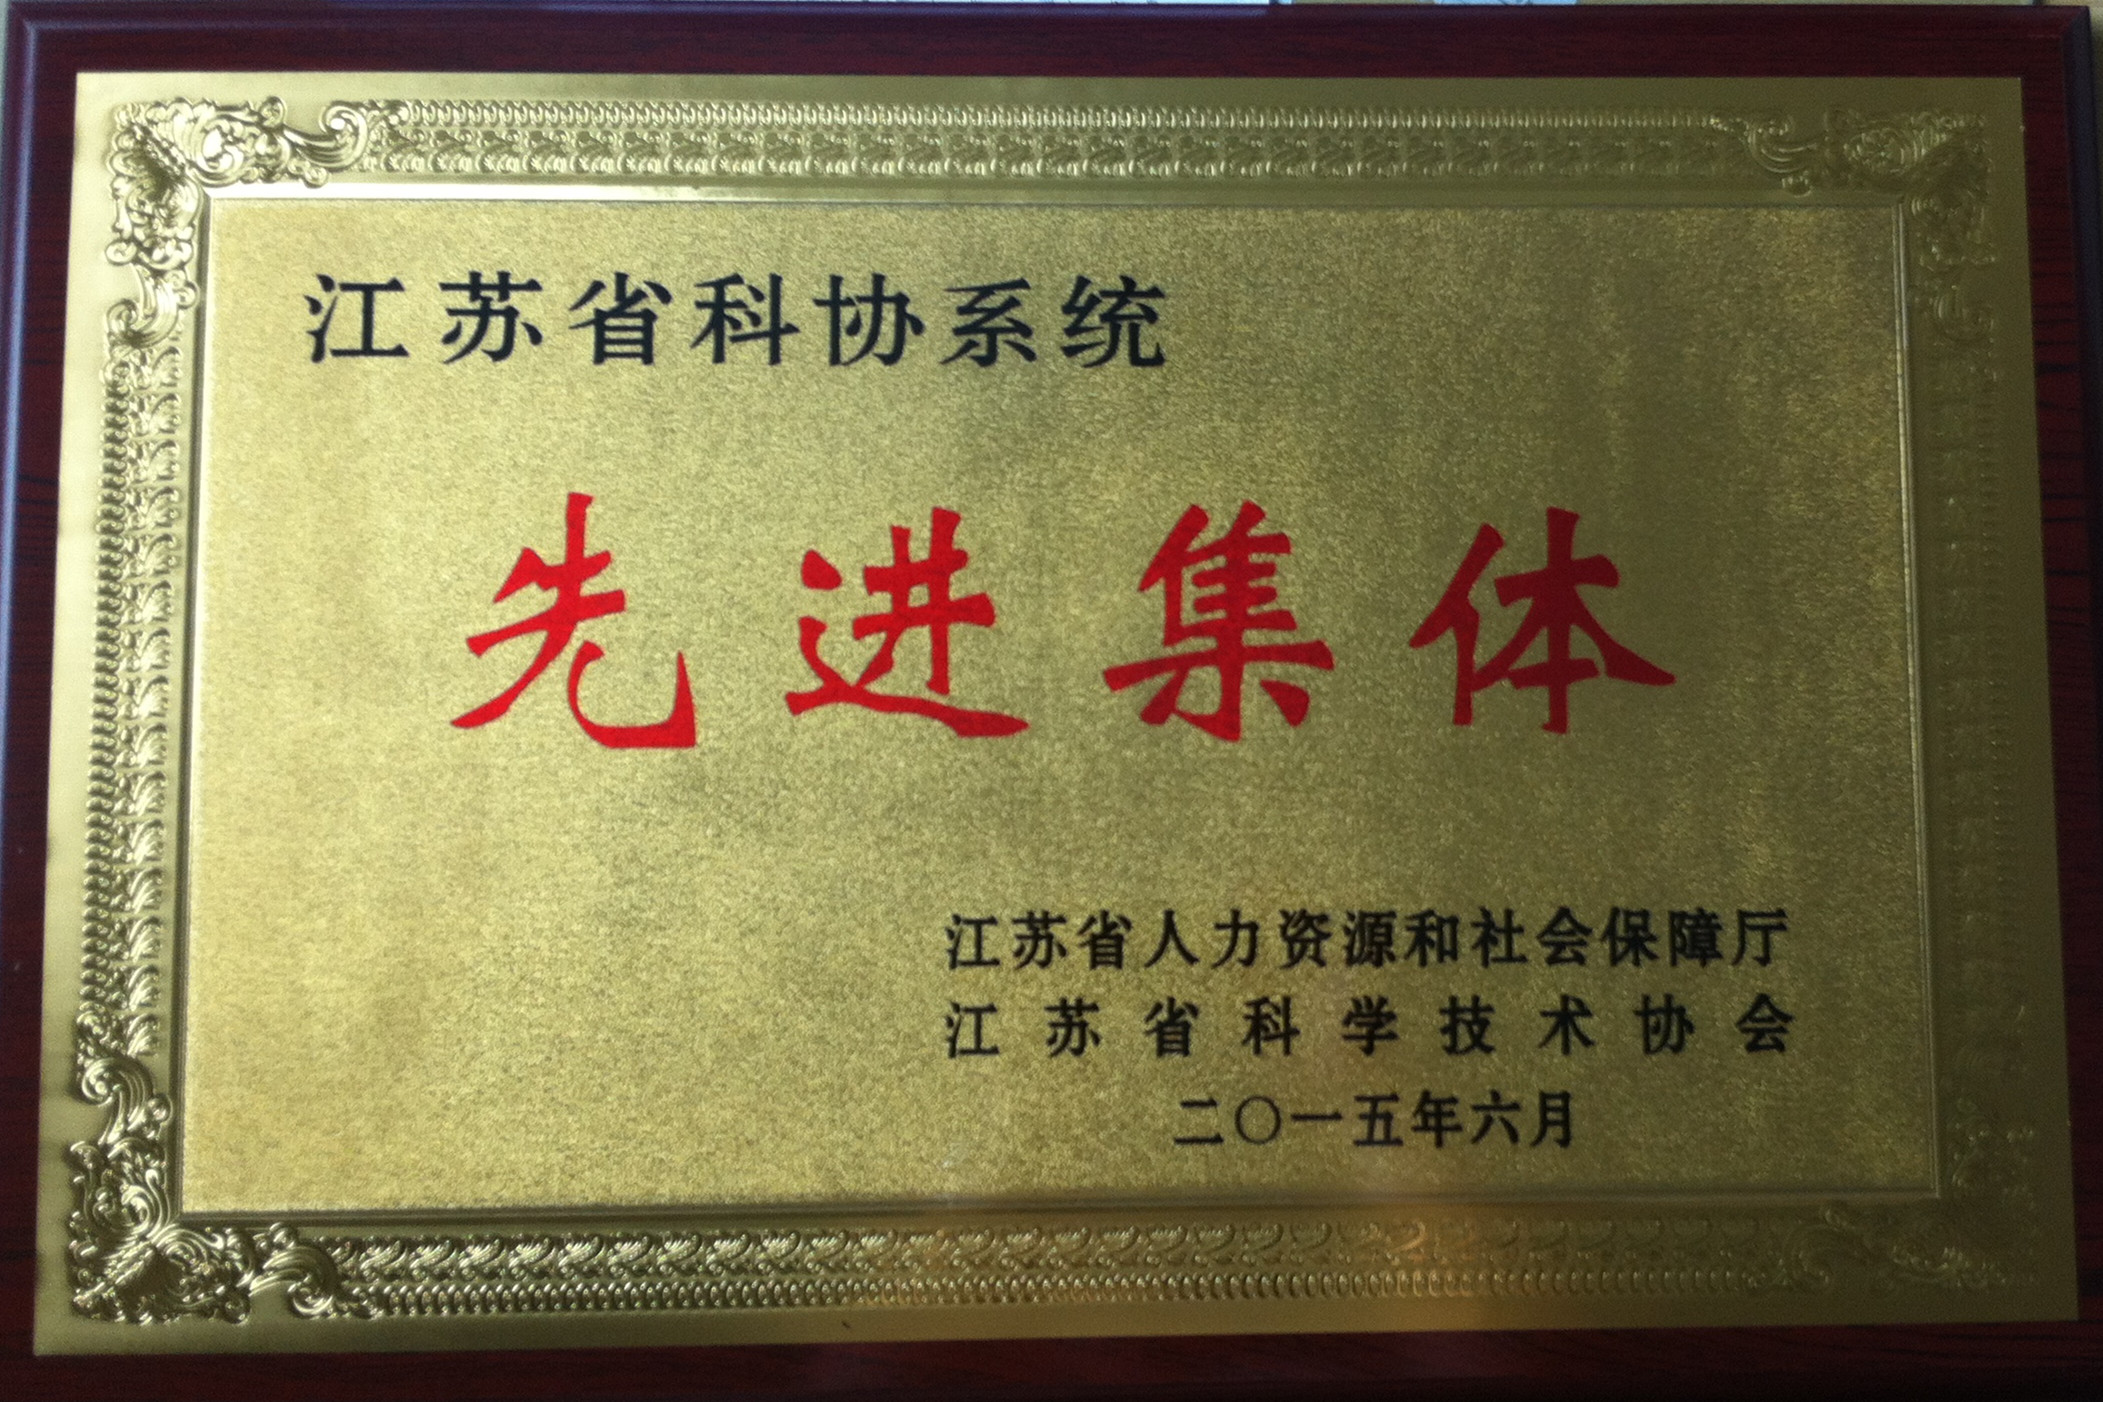 江苏省科协系统
先进集体
江苏省人力资源和社会保障厅
江苏省科学技术协会
二〇一五年六月